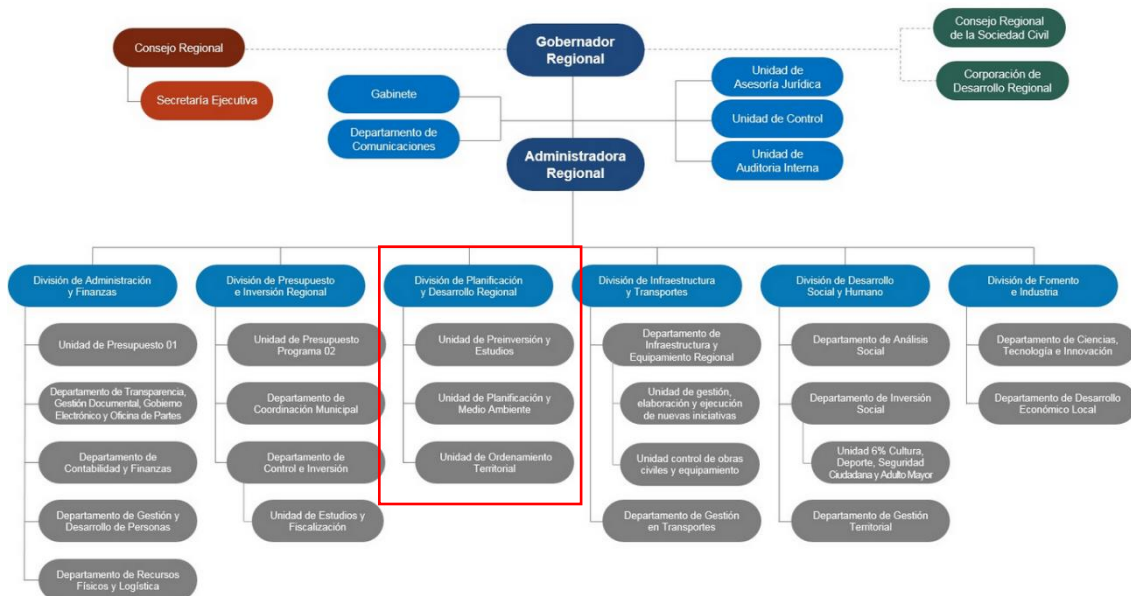 Consejo Regional
Secretaría Ejecutiva
Gobernador
Regional
Consejo Regional
de la Sociedad Civil
Corporación de
Desarrollo Regional
Gabinete
Departamento de
Comunicaciones
Unidad de
Asesoría Jurídica
Unidad de Control
Unidad de
Auditoria Interna
Administradora
Regional
División de Administración
y Finanzas
Unidad de Presupuesto 01
Departamento de Transparencia,
Gestión Documental, Gobierno
Electrónico y Oficina de Partes
Departamento de
Contabilidad y Finanzas
Departamento de Gestión y
Desarrollo de Personas
Departamento de Recursos
Físicos y Logística
División de Presupuesto
e Inversión Regional
Unidad de Presupuesto
Programa 02
Departamento de
Coordinación Municipal
Departamento de
Control e Inversión
Unidad de Estudios y
Fiscalización
División de Planificación
y Desarrollo Regional
Unidad de Preinversión y
Estudios
Unidad de Planificación y
Medio Ambiente
Unidad de Ordenamiento
Territorial
División de Infraestructura
y Transportes
Departamento de
Infraestructura y
Equipamiento Regional
Unidad de gestión,
elaboración y ejecución
de nuevas iniciativas
Unidad control de obras
civiles y equipamiento
Departamento de Gestión
en Transportes
División de Desarrollo
Social y Humano
Departamento de Análisis
Social
Departamento de Inversión
Social
Unidad 6% Cultura,
Deporte, Seguridad
Ciudadana y Adulto Mayor
Departamento de Gestión
Territorial
División de Fomento
e Industria
Departamento de Ciencias,
Tecnología e Innovación
Departamento de Desarrollo
Económico Local